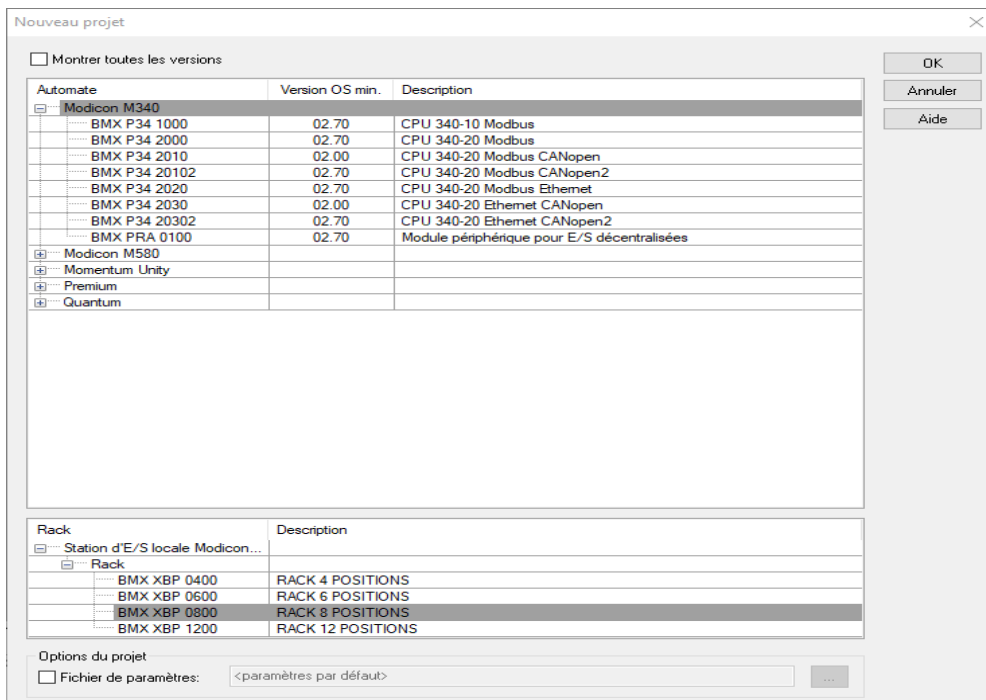 Nouveau projet
Montrer toutes les versions
OK
Annuler
Aide
Automate Version OS min. Description
Modicon M340
BMX P34 1000 02.70 CPU 340-10 Modbus
BMX P34 2000 02.70 CPU 340-20 Modbus
BMX P34 2010 02.00 CPU 340-20 Modbus CANopen
BMX P34 20102 02.70 CPU 340-20 Modbus CANopen2
BMX P34 2020 02.70 CPU 340-20 Modbus Ethernet
BMX P34 2030 02.00 CPU 340-20 Ethernet CANopen
BMX P34 20302 02.70 CPU 340-20 Ethernet CANopen2
BMX PRA 0100 02.70 Module périphérique pour E/S décentralisées
Modicon M580
Momentum Unity
Premium
Quantum
Rack Description
Station d'E/S locale Modicon...
Rack
BMX XBP 0400 RACK 4 POSITIONS
BMX XBP 0600 RACK 6 POSITIONS
BMX XBP 0800 RACK 8 POSITIONS
BMX XBP 1200 RACK 12 POSITIONS
Options du projet
Fichier de paramètres: <paramètres par défaut> ...